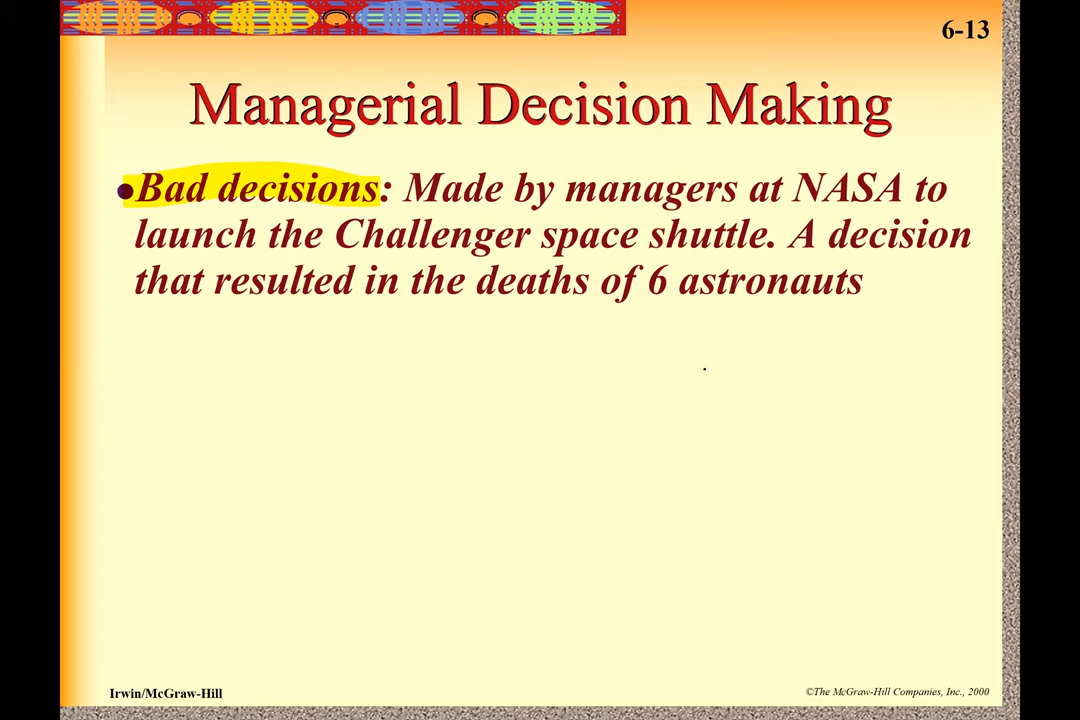 6-13
Managerial Decision Making
•Bad decisions: Made by managers at NASA to
launch the Challenger space shuttle. A decision
that resulted in the deaths of 6 astronauts
Irwin/McGraw-Hill
©The McGraw-Hill Companies, Inc., 2000